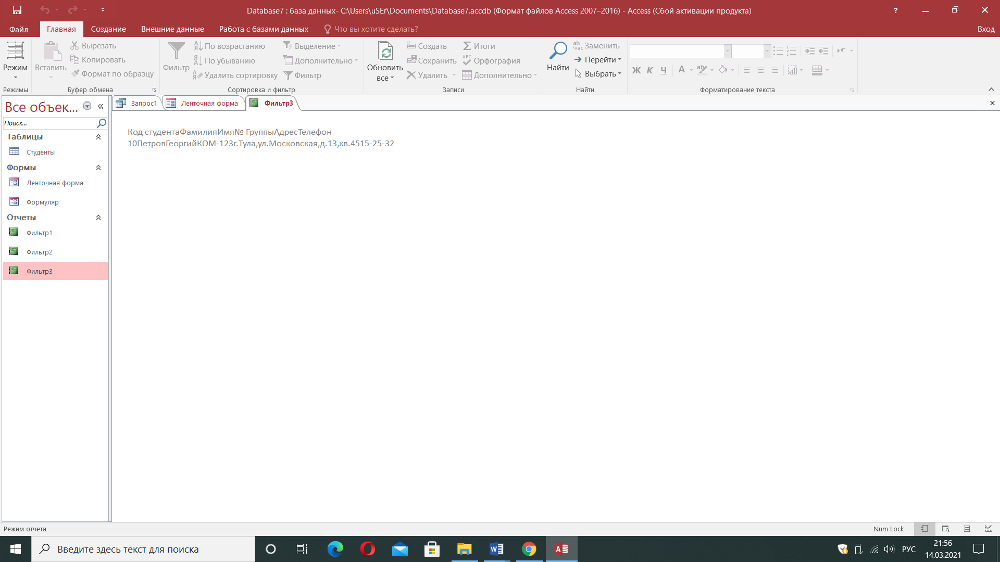 Database7 : база данных- C:\Users\uSEr\Documents\Database7.accdb (Формат файлов Access 2007–2016) - Access (Сбой активации продукта)
?
Файл Главная Создание Внешние данные Работа с базами данных Что вы хотите сделать? Вход
Режим
Режимы
Вставить
Вырезать
Копировать
Формат по образцу
Буфер обмена
Фильтр
По возрастанию
По убыванию
Удалить сортировку
Выделение
Дополнительно
Фильтр
Сортировка и фильтр
Обновить
все
Создать
Сохранить
Удалить
Итоги
Орфография
Дополнительно
Записи
Найти
Заменить
Перейти
Выбрать
Найти
Ж К Ч А
Форматирование текста
Все объек... «
Поиск...
Таблицы
Студенты
Формы
Ленточная форма
Формуляр
Отчеты
Фильтр1
Фильтр2
Фильтр3
Запрос1 Ленточная форма Фильтр3
Код студентаФамилияИмя№ ГруппыАдресТелефон
10ПетровГеоргийКОМ-123г.Тула,ул.Московская,д.13,кв.4515-25-32
Режим отчета
Num Lock
Введите здесь текст для поиска
РУС
21:56
14.03.2021